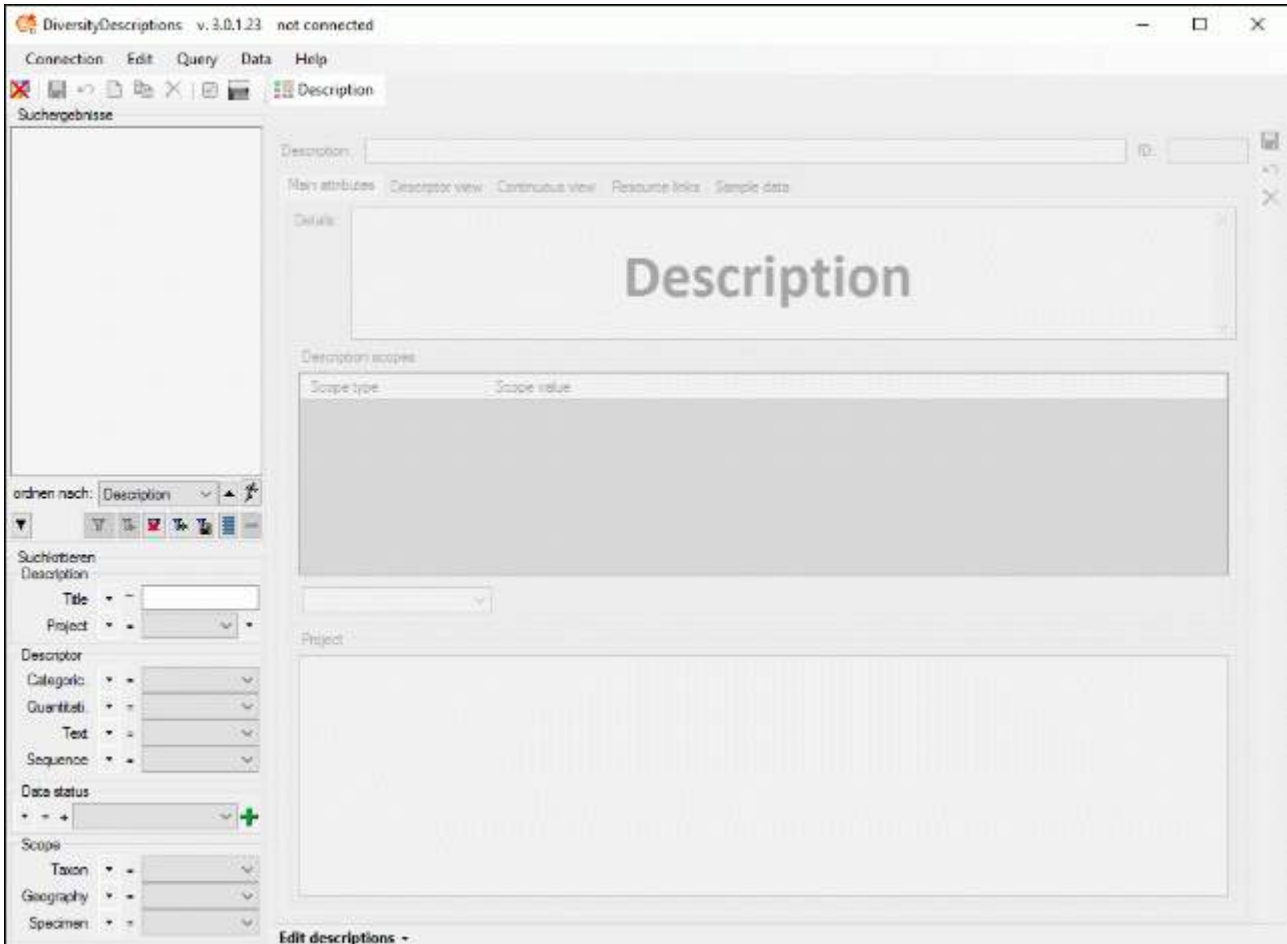 DiversityDescriptions v. 3.0.1.23 not connected
Connection Edit Query Data Help
Description
Suchergebnisse
Description: ID:
Main attributes Descriptor view Continuous view Resource links Sample data
Details:
Description
Description scopes
Scope type Scope value
ordnen nach: Description
Suchkriterien
Description
Title ~
Project =
Project
Descriptor
Categoric. =
Quantitati. =
Text =
Sequence =
Data status
= +
Scope
Taxon =
Geography =
Specimen =
Edit descriptions